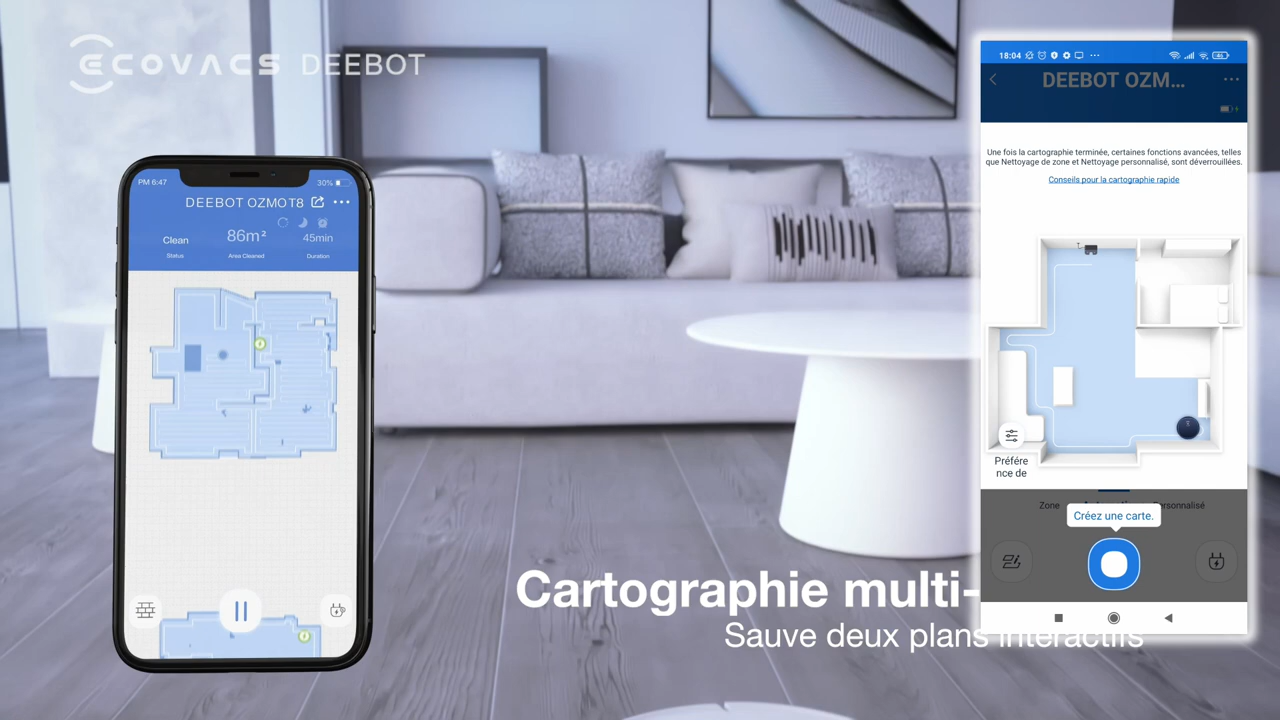 ECOVACS DEEBOT
PM 6:47
30%
DEEBOT OZMO T8
Clean
Status
86m²
Area Cleaned
45min
Duration
Cartographie multi-
Sauve deux plans interactifs
18:04
DEEBOT OZM...
Une fois la cartographie terminée, certaines fonctions avancées, telles
que Nettoyage de zone et Nettoyage personnalisé, sont déverrouillées.
Conseils pour la cartographie rapide
Préfére
nce de
Zone
Personnalisé
Créez une carte.